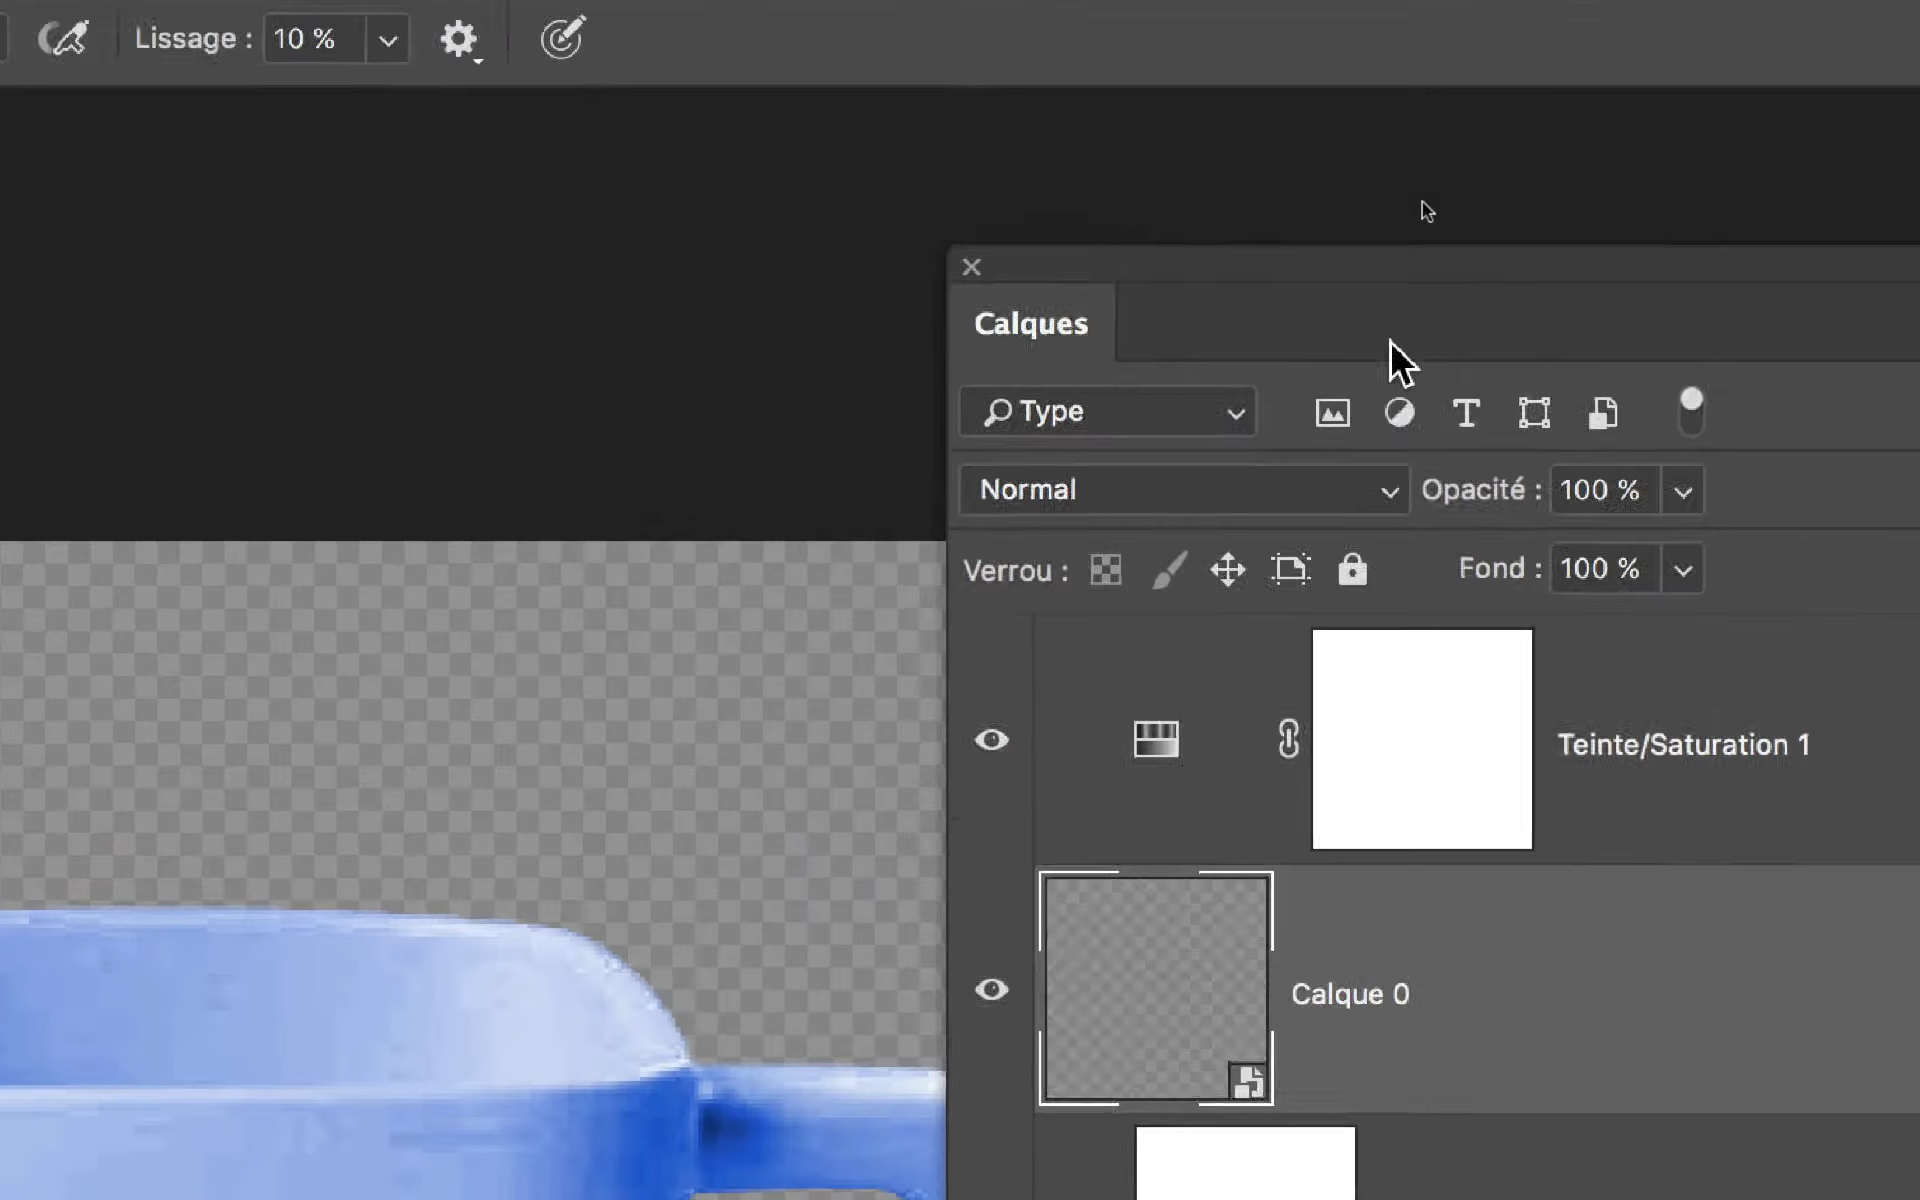 Lissage : 10 %
Calques
Type
Normal
Opacité : 100 %
Verrou :
Fond : 100 %
Teinte/Saturation 1
Calque 0